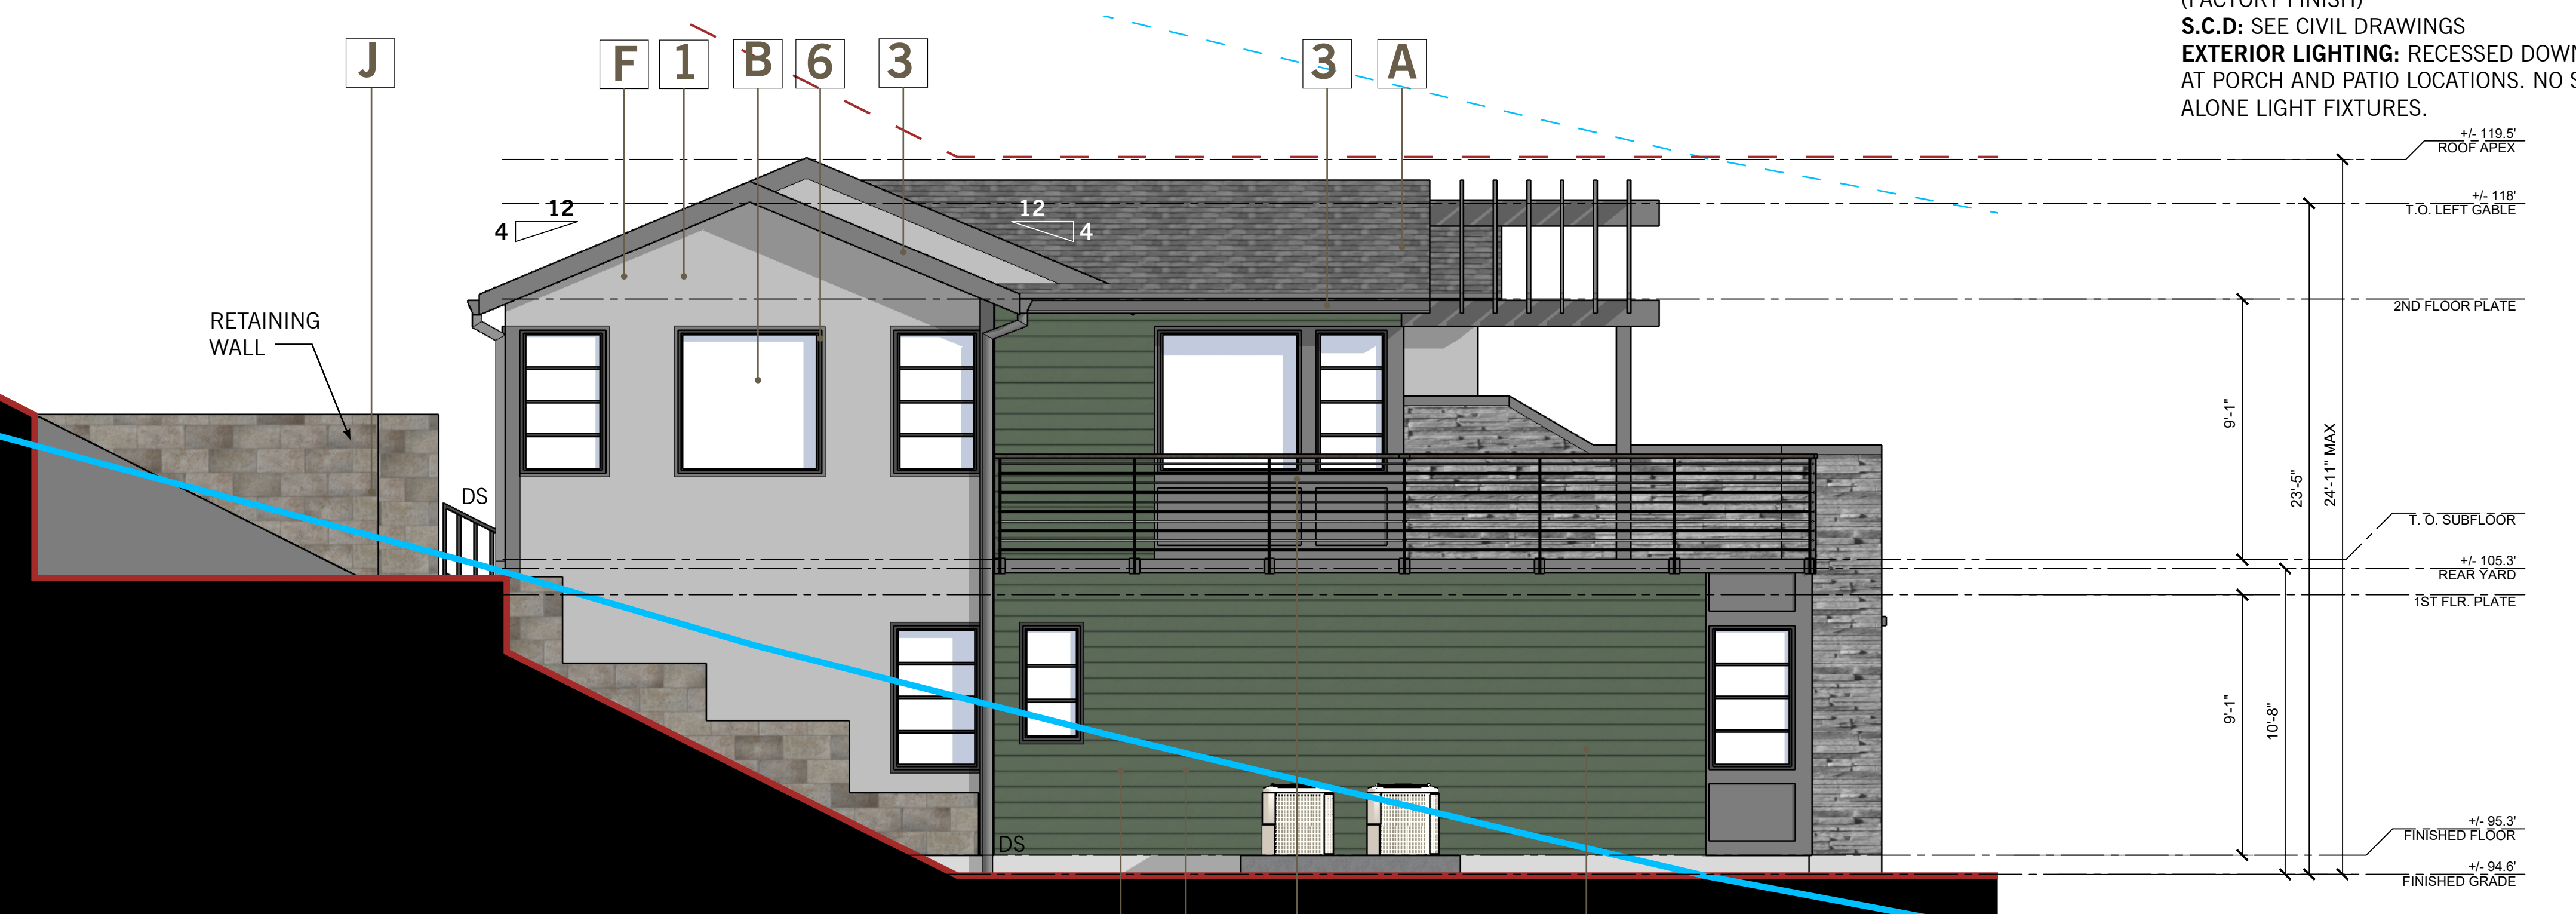 (FACTORY FINISH)
S.C.D: SEE CIVIL DRAWINGS
EXTERIOR LIGHTING: RECESSED DOWN
AT PORCH AND PATIO LOCATIONS. NO S
ALONE LIGHT FIXTURES.
J
F
1
B
6
3
3
A
+/- 119.5'
ROOF APEX
+/- 118'
T.O. LEFT GABLE
12
4
12
4
2ND FLOOR PLATE
RETAINING
WALL
9'-1"
24'-11" MAX
23'-5"
DS
T. O. SUBFLOOR
+/- 105.3'
REAR YARD
1ST FLR. PLATE
9'-1"
10'-8"
DS
+/- 95.3'
FINISHED FLOOR
+/- 94.6'
FINISHED GRADE